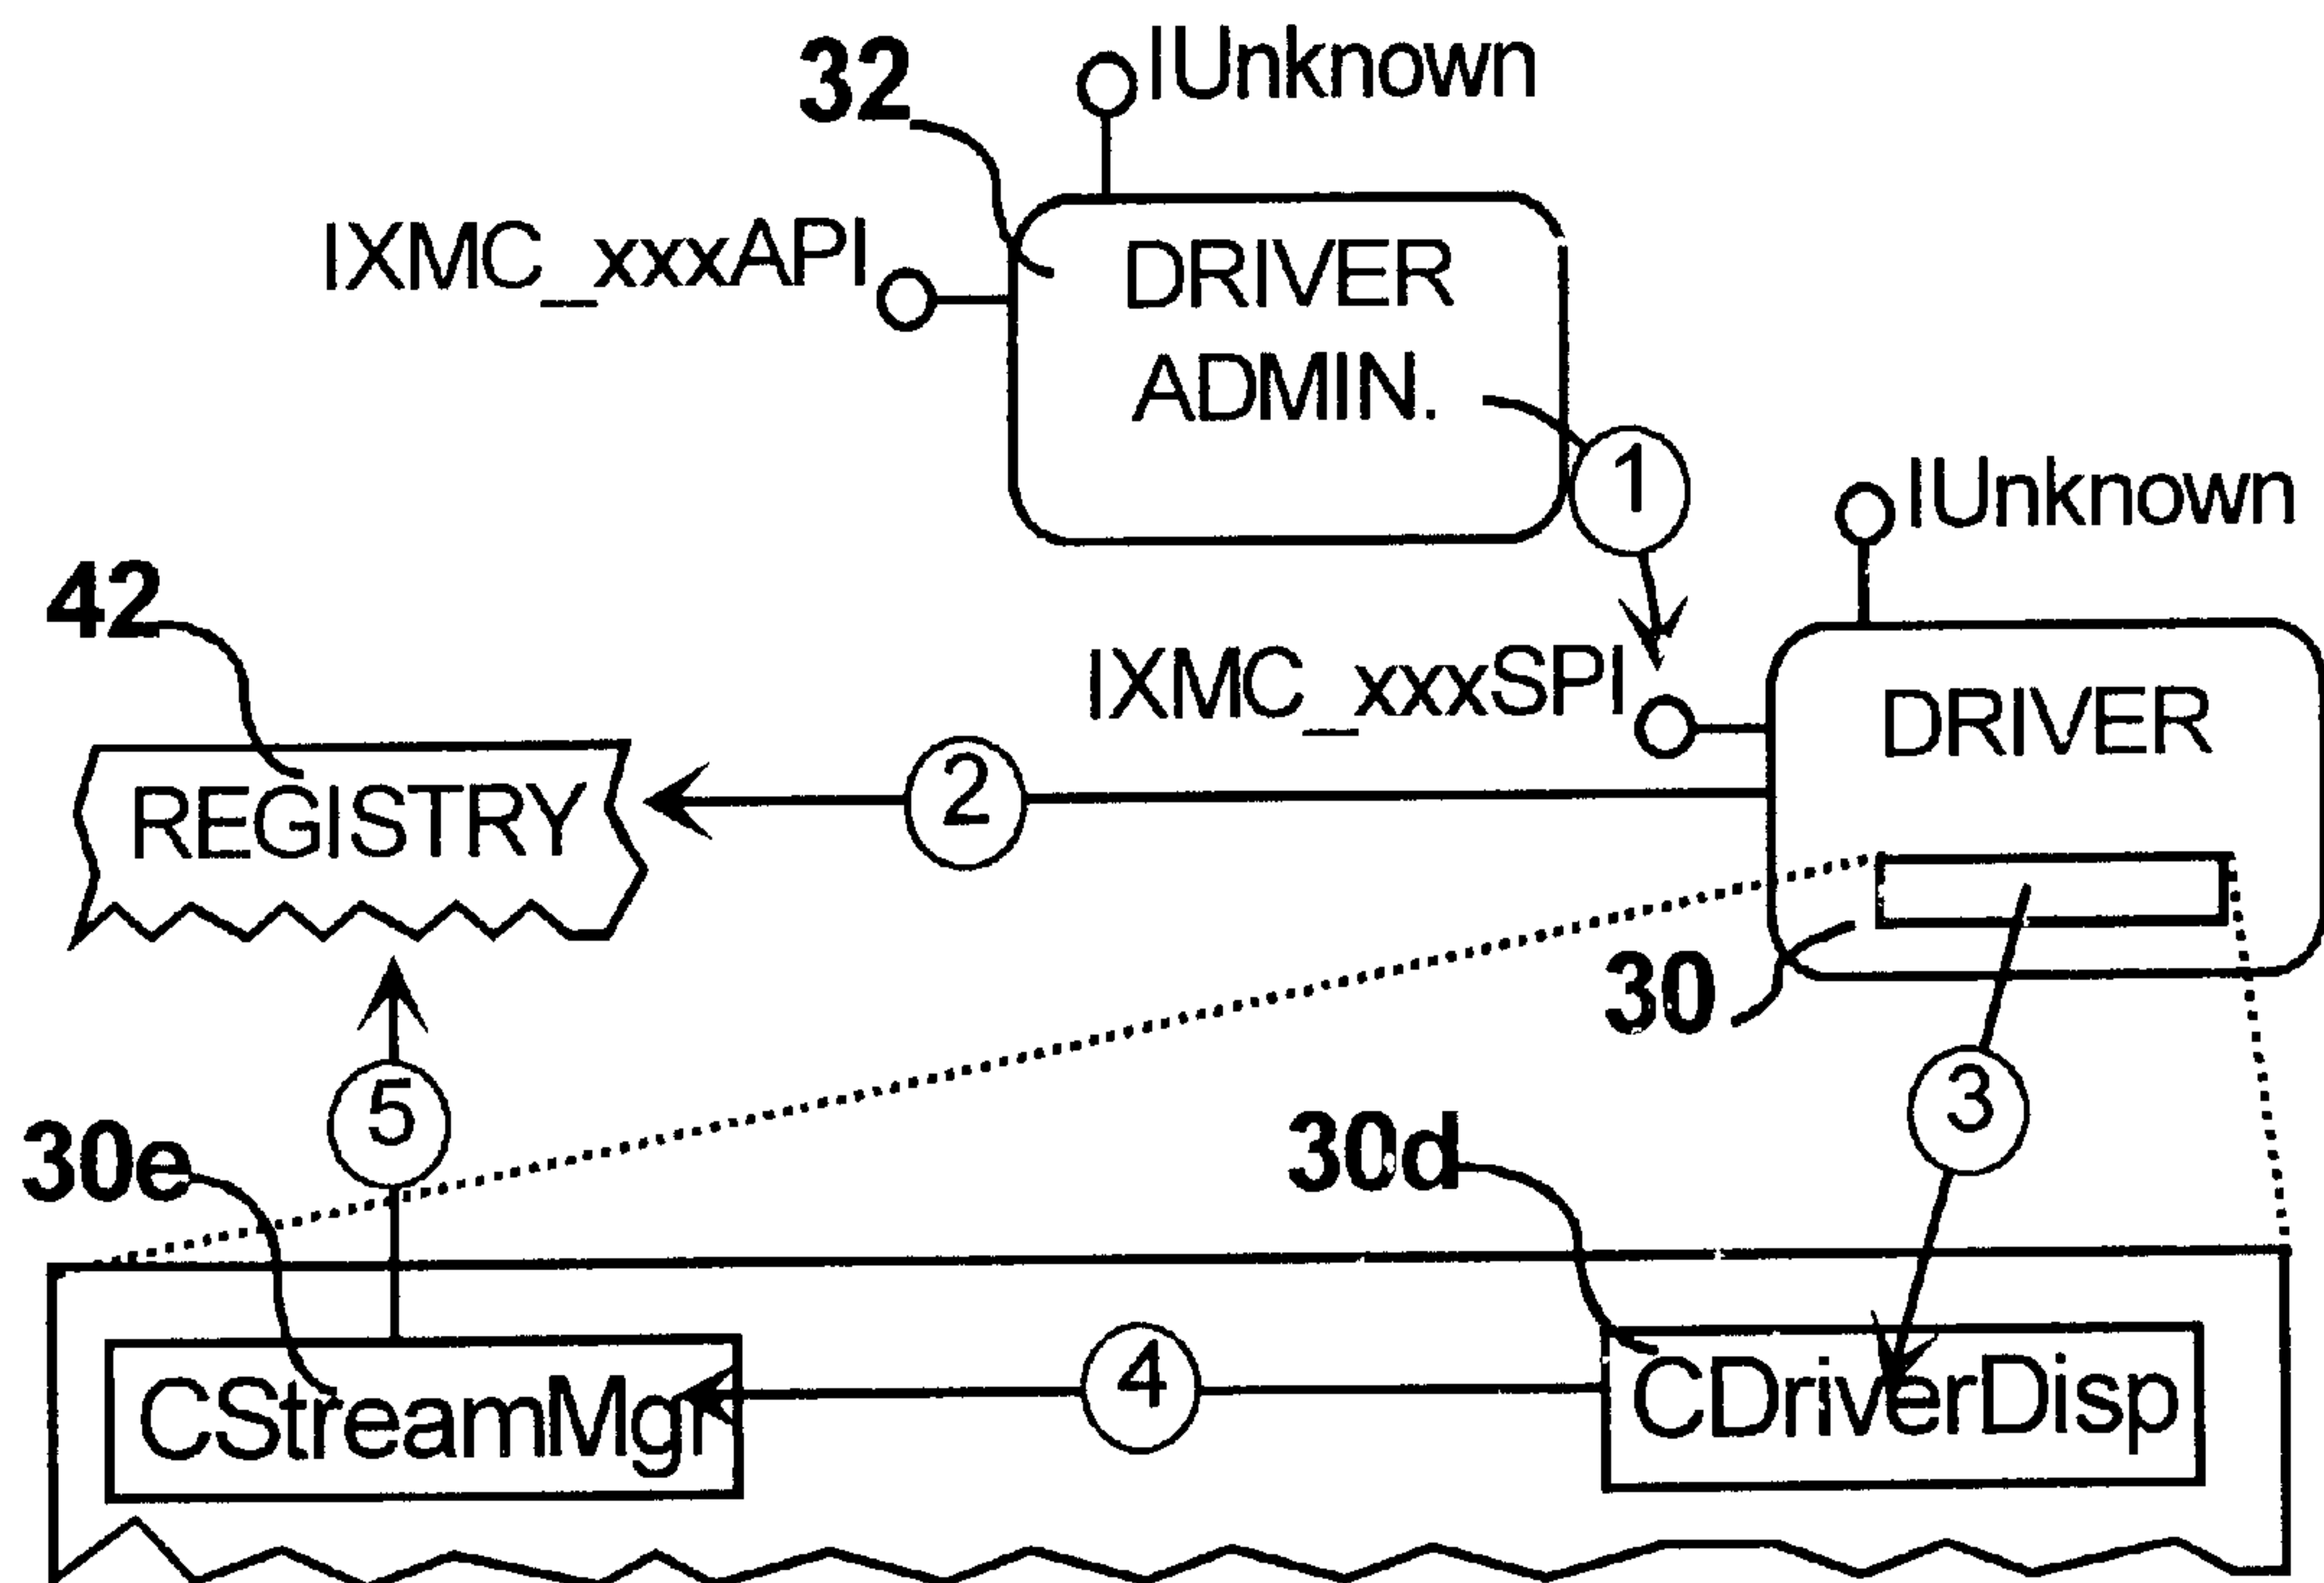 32
IUnknown
IXMC_xxxAPI
DRIVER
ADMIN.
1
IUnknown
42
IXMC_xxxSPI
DRIVER
REGISTRY
2
30
5
3
30e
30d
CStreamMgr
4
CDriverDisp